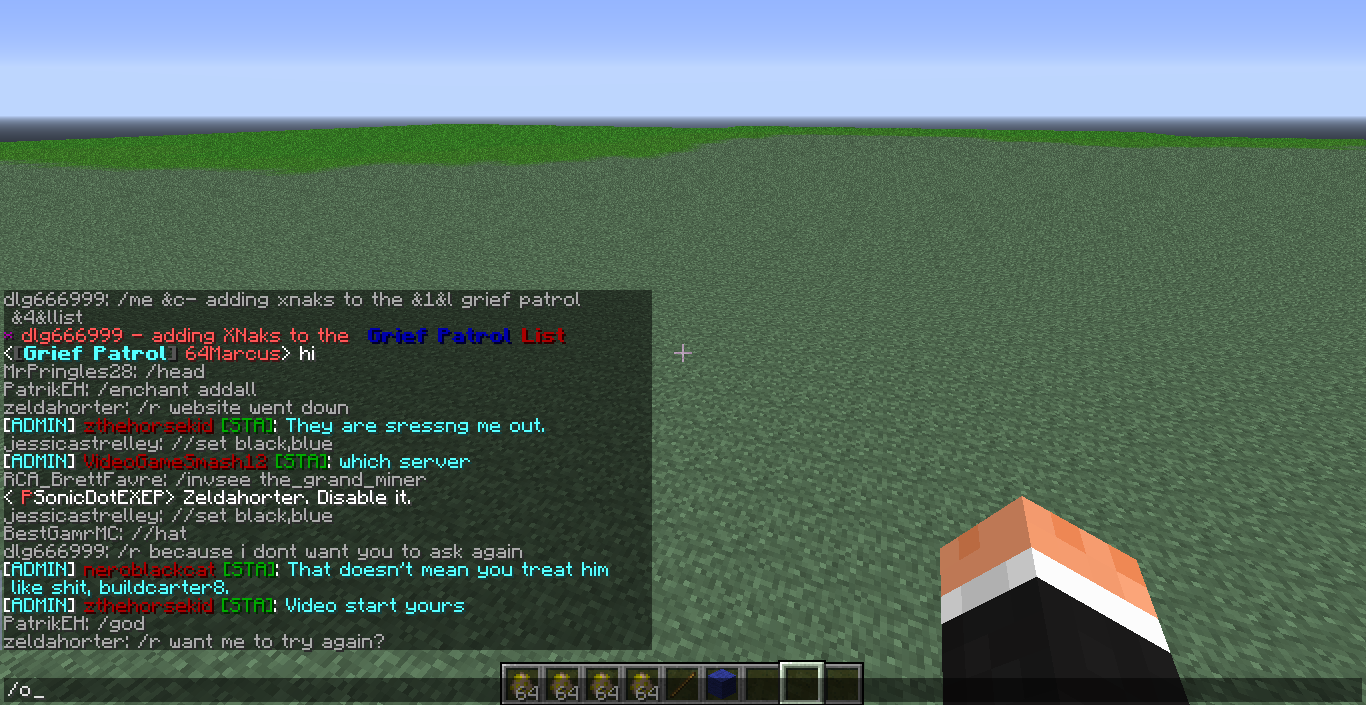 dlg666999: /me &c- adding xnaks to the &1&l grief patrol
&4&llist
* dlg666999 - adding XNaks to the Grief Patrol List
<[Grief Patrol] 64Marcus> hi
MrPringles28: /head
PatrikEH: /enchant addall
zeldahorter: /r website went down
[ADMIN] zthehorsekid [STA]: They are sressng me out.
jessicastrelley: //set black,blue
[ADMIN] VideoGameSmash12 [STA]: which server
RCA_BrettFavre: /invsee the_grand_miner
< PSonicDotEXEP> Zeldahorter. Disable it.
jessicastrelley: //set black,blue
BestGamrMC: //hat
dlg666999: /r because i dont want you to ask again
[ADMIN] neroblackcat [STA]: That doesn't mean you treat him
like shit, buildcarter8.
[ADMIN] zthehorsekid [STA]: Video start yours
PatrikEH: /god
zeldahorter: /r want me to try again?
64 64 64 64
/o_